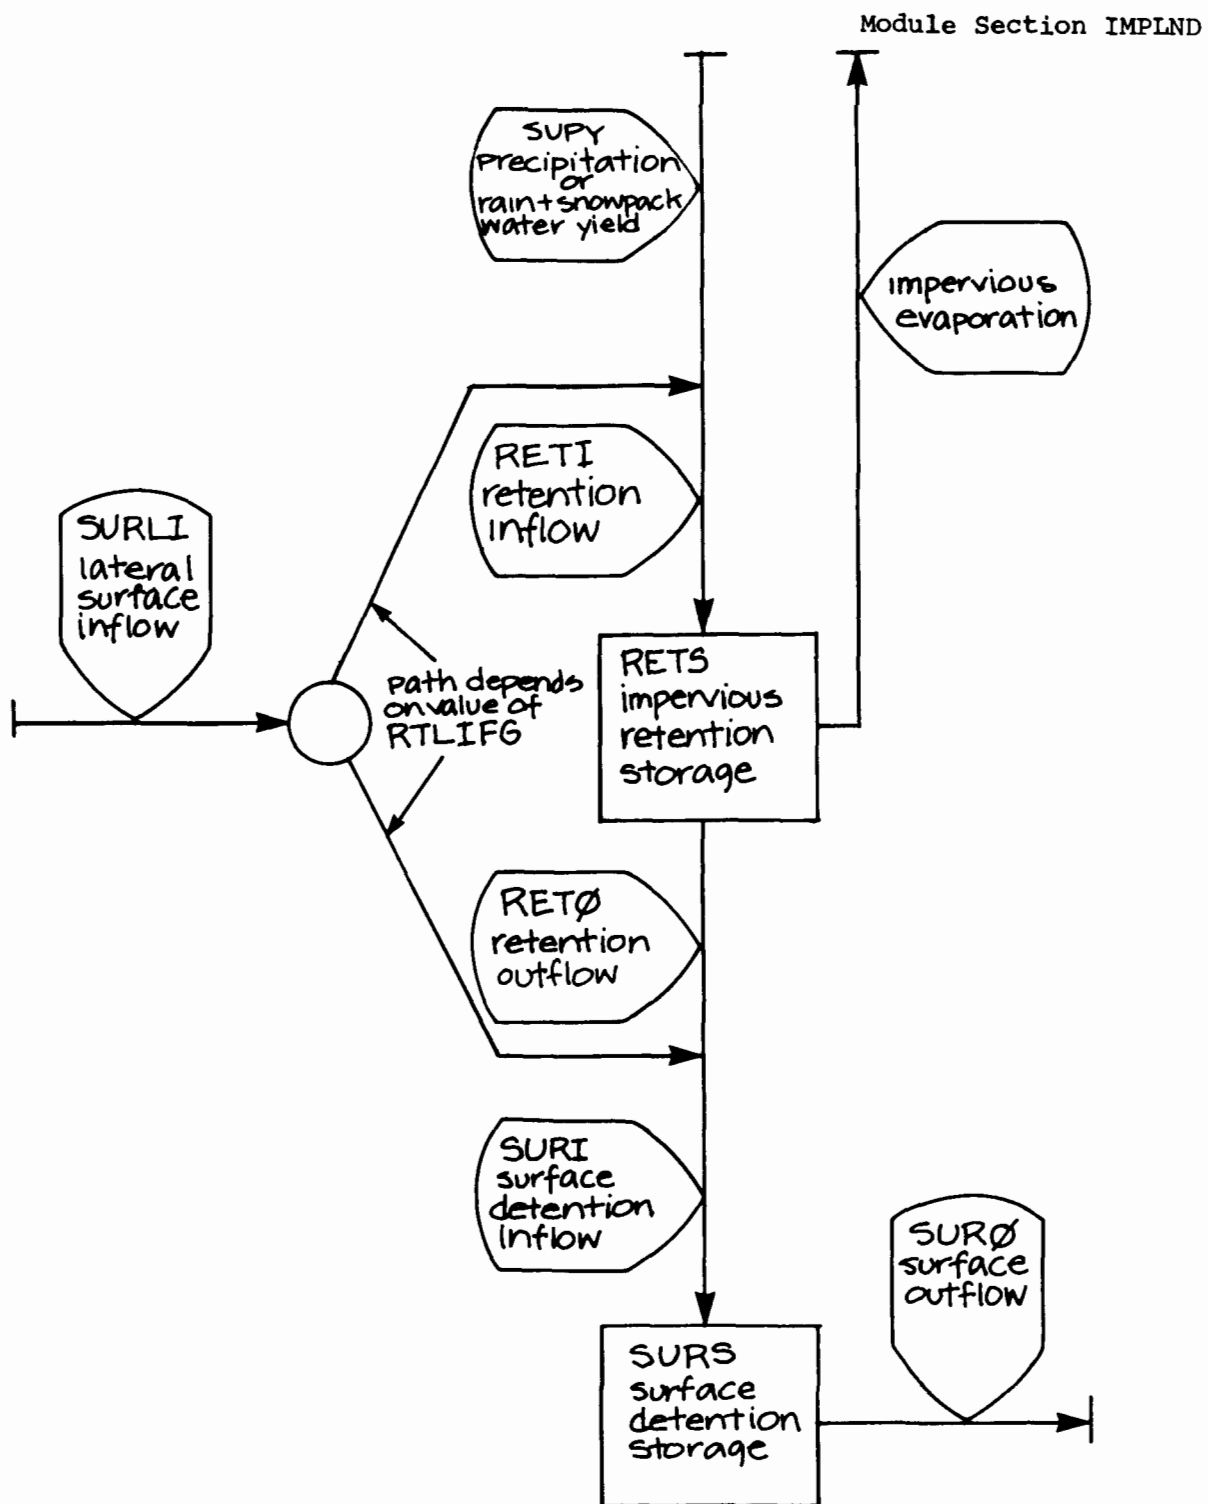 Module Section IMPLND
SUPY
precipitation
or
rain+snowpack
water yield
impervious
evaporation
RETI
retention
inflow
SURLI
lateral
surface
inflow
path depends
on value of
RTLIFG
RETS
impervious
retention
storage
RETØ
retention
outflow
SURI
surface
detention
inflow
SURØ
surface
outflow
SURS
surface
detention
storage